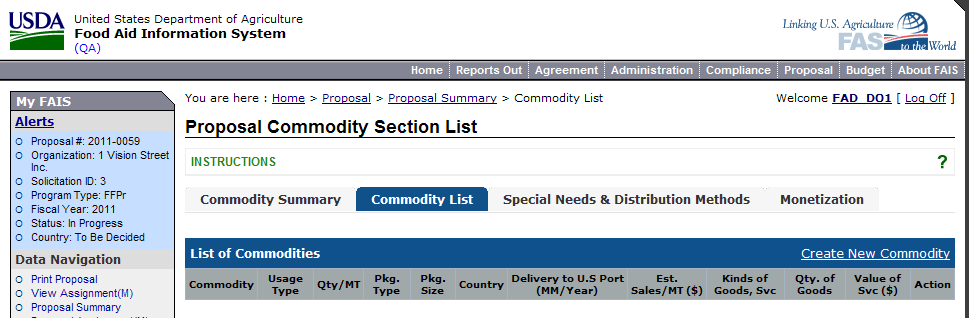 USDA
United States Department of Agriculture
Food Aid Information System
(QA)
Linking U.S. Agriculture
FAS
to the World
Home Reports Out Agreement Administration Compliance Proposal Budget About FAIS
My FAIS
Alerts
Proposal #: 2011-0059
Organization: 1 Vision Street
Inc.
Solicitation ID: 3
Program Type: FFPr
Fiscal Year: 2011
Status: In Progress
Country: To Be Decided
Data Navigation
Print Proposal
View Assignment(M)
Proposal Summary
You are here : Home > Proposal > Proposal Summary > Commodity List
Welcome FAD_DO1 [ Log Off ]
Proposal Commodity Section List
INSTRUCTIONS ?
Commodity Summary Commodity List Special Needs & Distribution Methods Monetization
List of Commodities Create New Commodity
Commodity
Usage
Type
Qty/MT
Pkg.
Type
Pkg.
Size
Country
Delivery to U.S Port
(MM/Year)
Est.
Sales/MT ($)
Kinds of
Goods, Svc
Qty. of
Goods
Value of
Svc ($)
Action